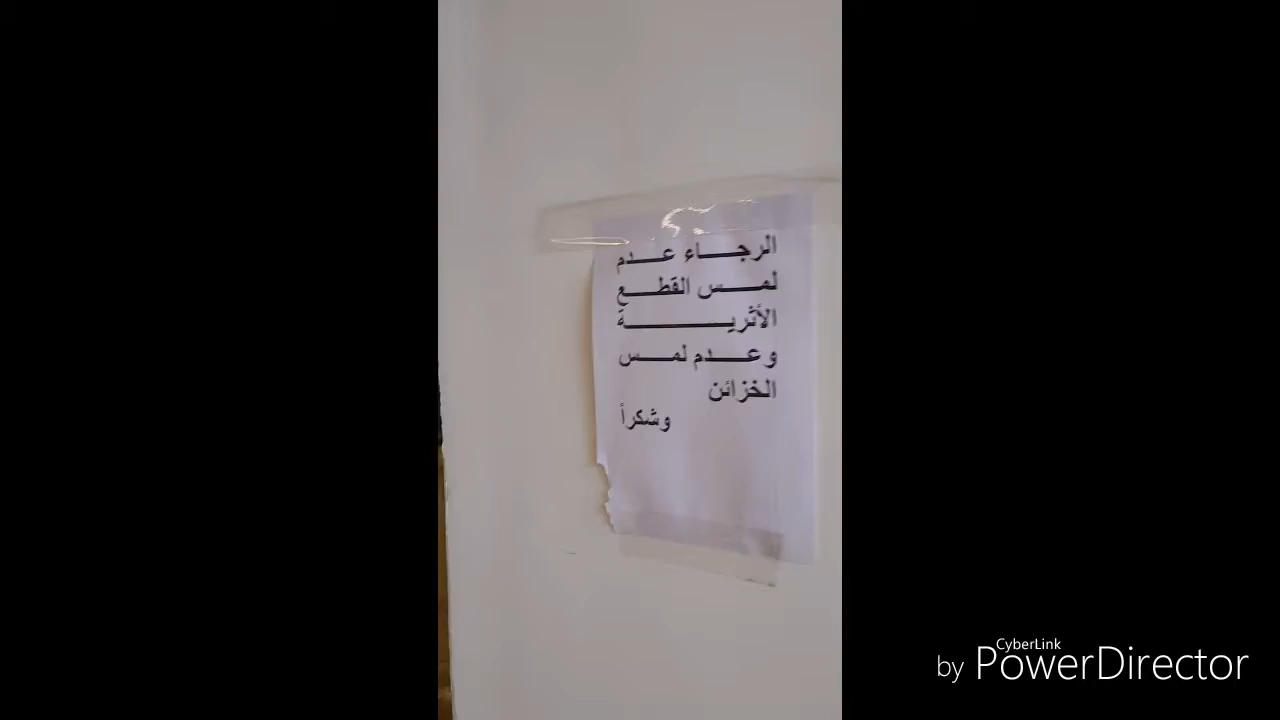 الرجاء عدم
لمس القطع
الأثرية
وعدم لمس
الخزائن
وشكراً
CyberLink
by PowerDirector